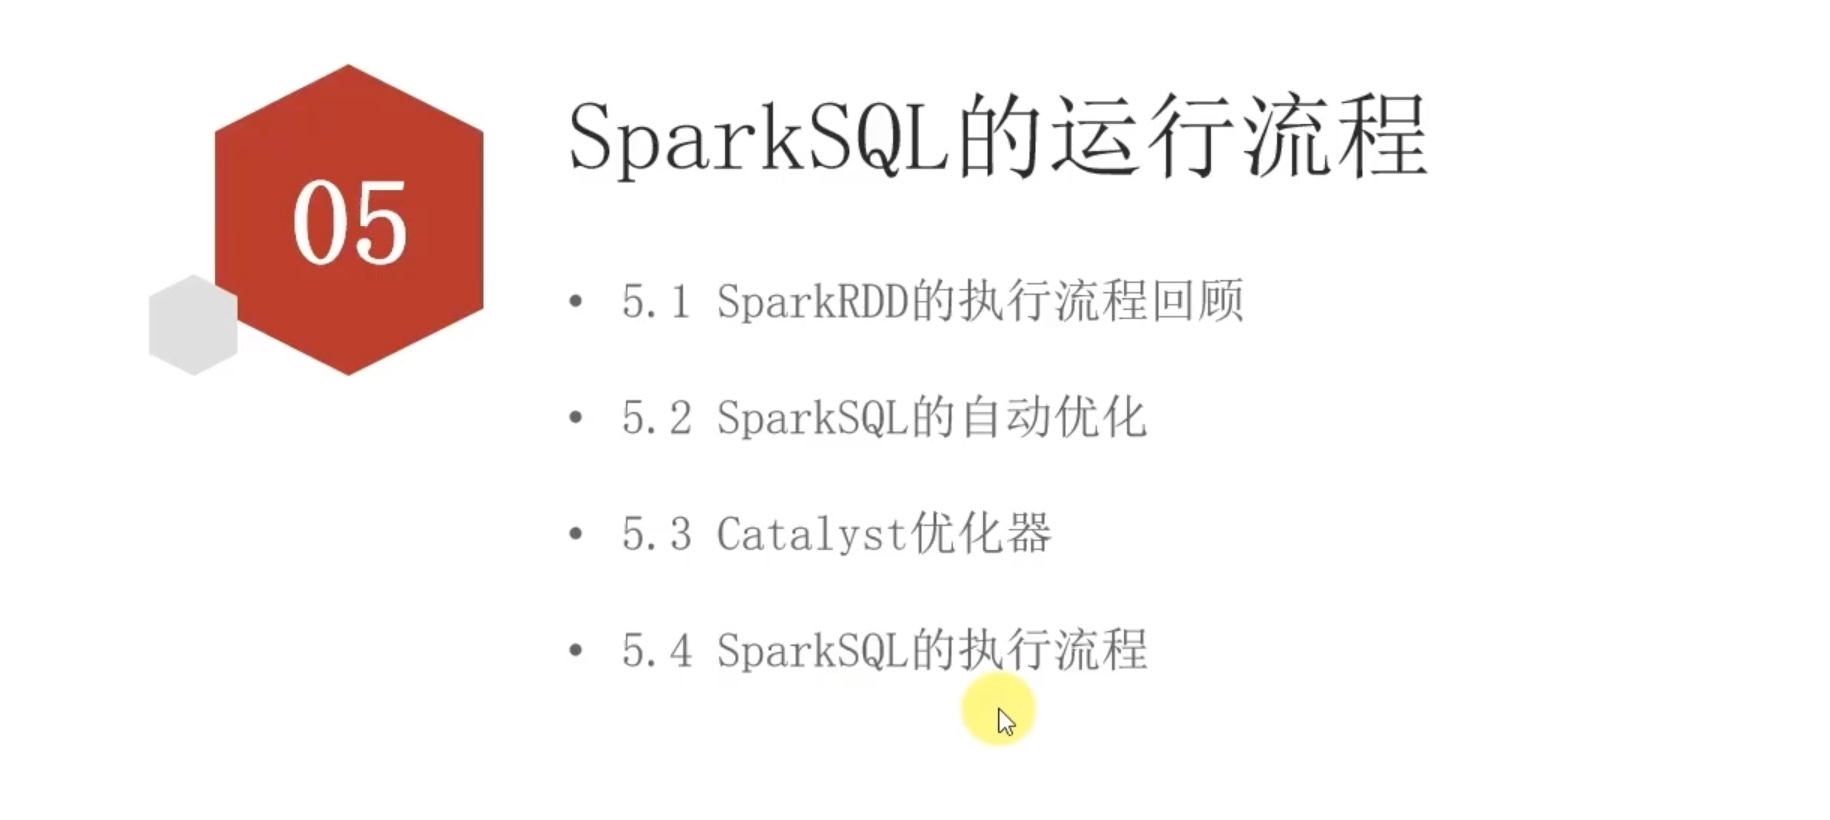 05
SparkSQL的运行流程
• 5.1 SparkRDD的执行流程回顾
• 5.2 SparkSQL的自动优化
• 5.3 Catalyst优化器
• 5.4 SparkSQL的执行流程